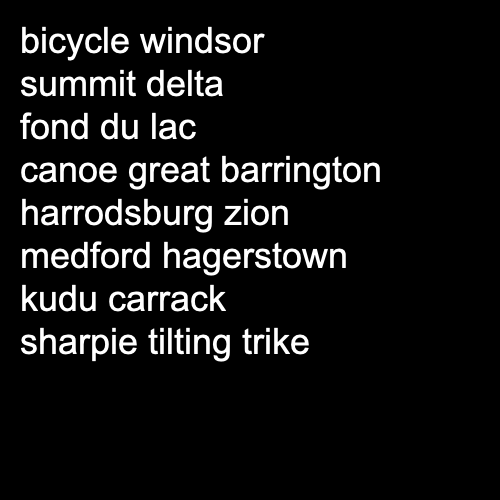 bicycle windsor
summit delta
fond du lac
canoe great barrington
harrodsburg zion
medford hagerstown
kudu carrack
sharpie tilting trike